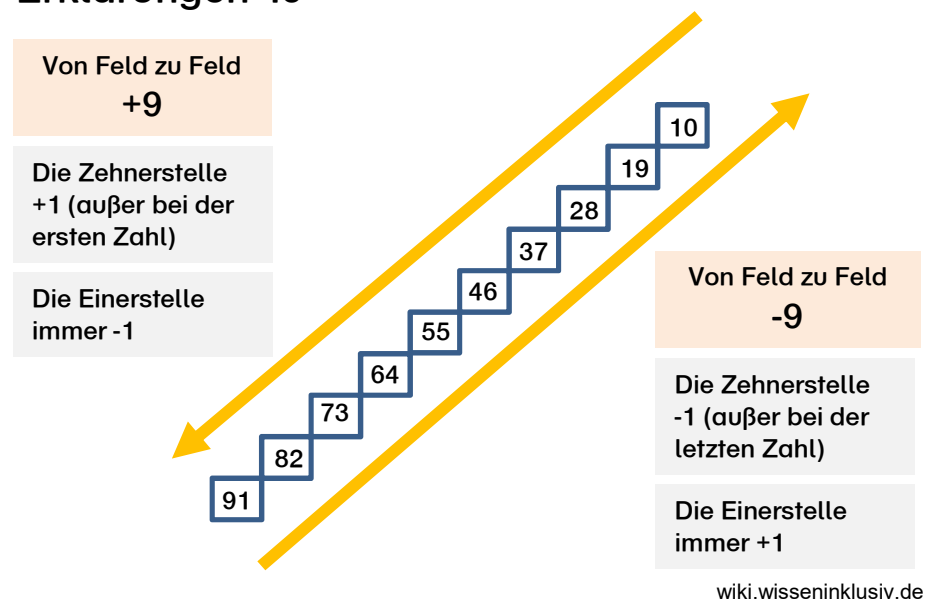 Von Feld zu Feld
+9
Die Zehnerstelle
+1 (außer bei der
ersten Zahl)
Die Einerstelle
immer -1
10
19
28
37
46
55
64
73
82
91
Von Feld zu Feld
-9
Die Zehnerstelle
-1 (außer bei der
letzten Zahl)
Die Einerstelle
immer +1
wiki.wisseninklusiv.de